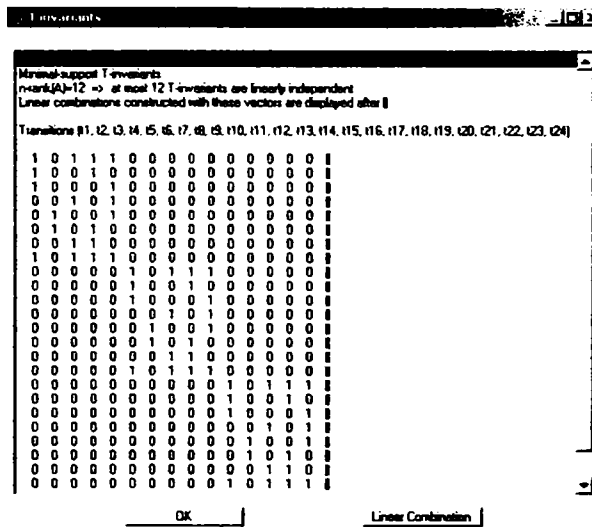 T-invariants
Minimal-support T-invariants
n-rank(A)=12 => at most 12 T-invariants are linearly independent
Linear combinations constructed with these vectors are displayed after ||
Transitions [t1, t2, t3, t4, t5, t6, t7, t8, t9, t10, t11, t12, t13, t14, t15, t16, t17, t18, t19, t20, t21, t22, t23, t24]
1 0 1 1 1 0 0 0 0 0 0 0 0 0 0 ||
1 0 0 1 0 0 0 0 0 0 0 0 0 0 0 ||
1 0 0 0 1 0 0 0 0 0 0 0 0 0 0 ||
0 0 1 0 1 0 0 0 0 0 0 0 0 0 0 ||
0 1 0 0 1 0 0 0 0 0 0 0 0 0 0 ||
0 1 0 1 0 0 0 0 0 0 0 0 0 0 0 ||
0 0 1 1 0 0 0 0 0 0 0 0 0 0 0 ||
1 0 1 1 1 0 0 0 0 0 0 0 0 0 0 ||
0 0 0 0 0 1 0 1 1 1 0 0 0 0 0 ||
0 0 0 0 0 1 0 0 1 0 0 0 0 0 0 ||
0 0 0 0 0 1 0 0 0 1 0 0 0 0 0 ||
0 0 0 0 0 0 0 1 0 1 0 0 0 0 0 ||
0 0 0 0 0 0 1 0 0 1 0 0 0 0 0 ||
0 0 0 0 0 0 1 0 1 0 0 0 0 0 0 ||
0 0 0 0 0 0 0 1 1 0 0 0 0 0 0 ||
0 0 0 0 0 1 0 1 1 1 0 0 0 0 0 ||
0 0 0 0 0 0 0 0 0 0 1 0 1 1 1 ||
0 0 0 0 0 0 0 0 0 0 1 0 0 1 0 ||
0 0 0 0 0 0 0 0 0 0 1 0 0 0 1 ||
0 0 0 0 0 0 0 0 0 0 0 0 1 0 1 ||
0 0 0 0 0 0 0 0 0 0 0 1 0 0 1 ||
0 0 0 0 0 0 0 0 0 0 0 1 0 1 0 ||
0 0 0 0 0 0 0 0 0 0 0 0 1 1 0 ||
0 0 0 0 0 0 0 0 0 0 1 0 1 1 1 ||
OK Linear Combination